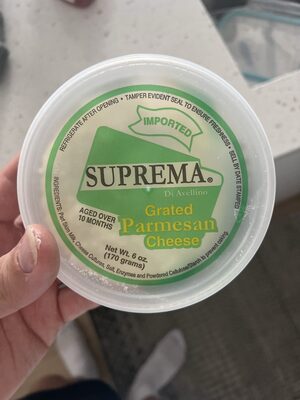 REFRIGERATE AFTER OPENING • TAMPER EVIDENT SEAL TO ENSURE FRESHNESS • SELL BY DATE STAMPED
IMPORTED
SUPREMA®
Di Avellino
AGED OVER
10 MONTHS
Grated
Parmesan
Cheese
Net Wt. 6 oz.
(170 grams)
INGREDIENTS: Part Skim Milk, Cheese Cultures, Salt, Enzymes and Powdered Cellulose/Starch to prevent caking.